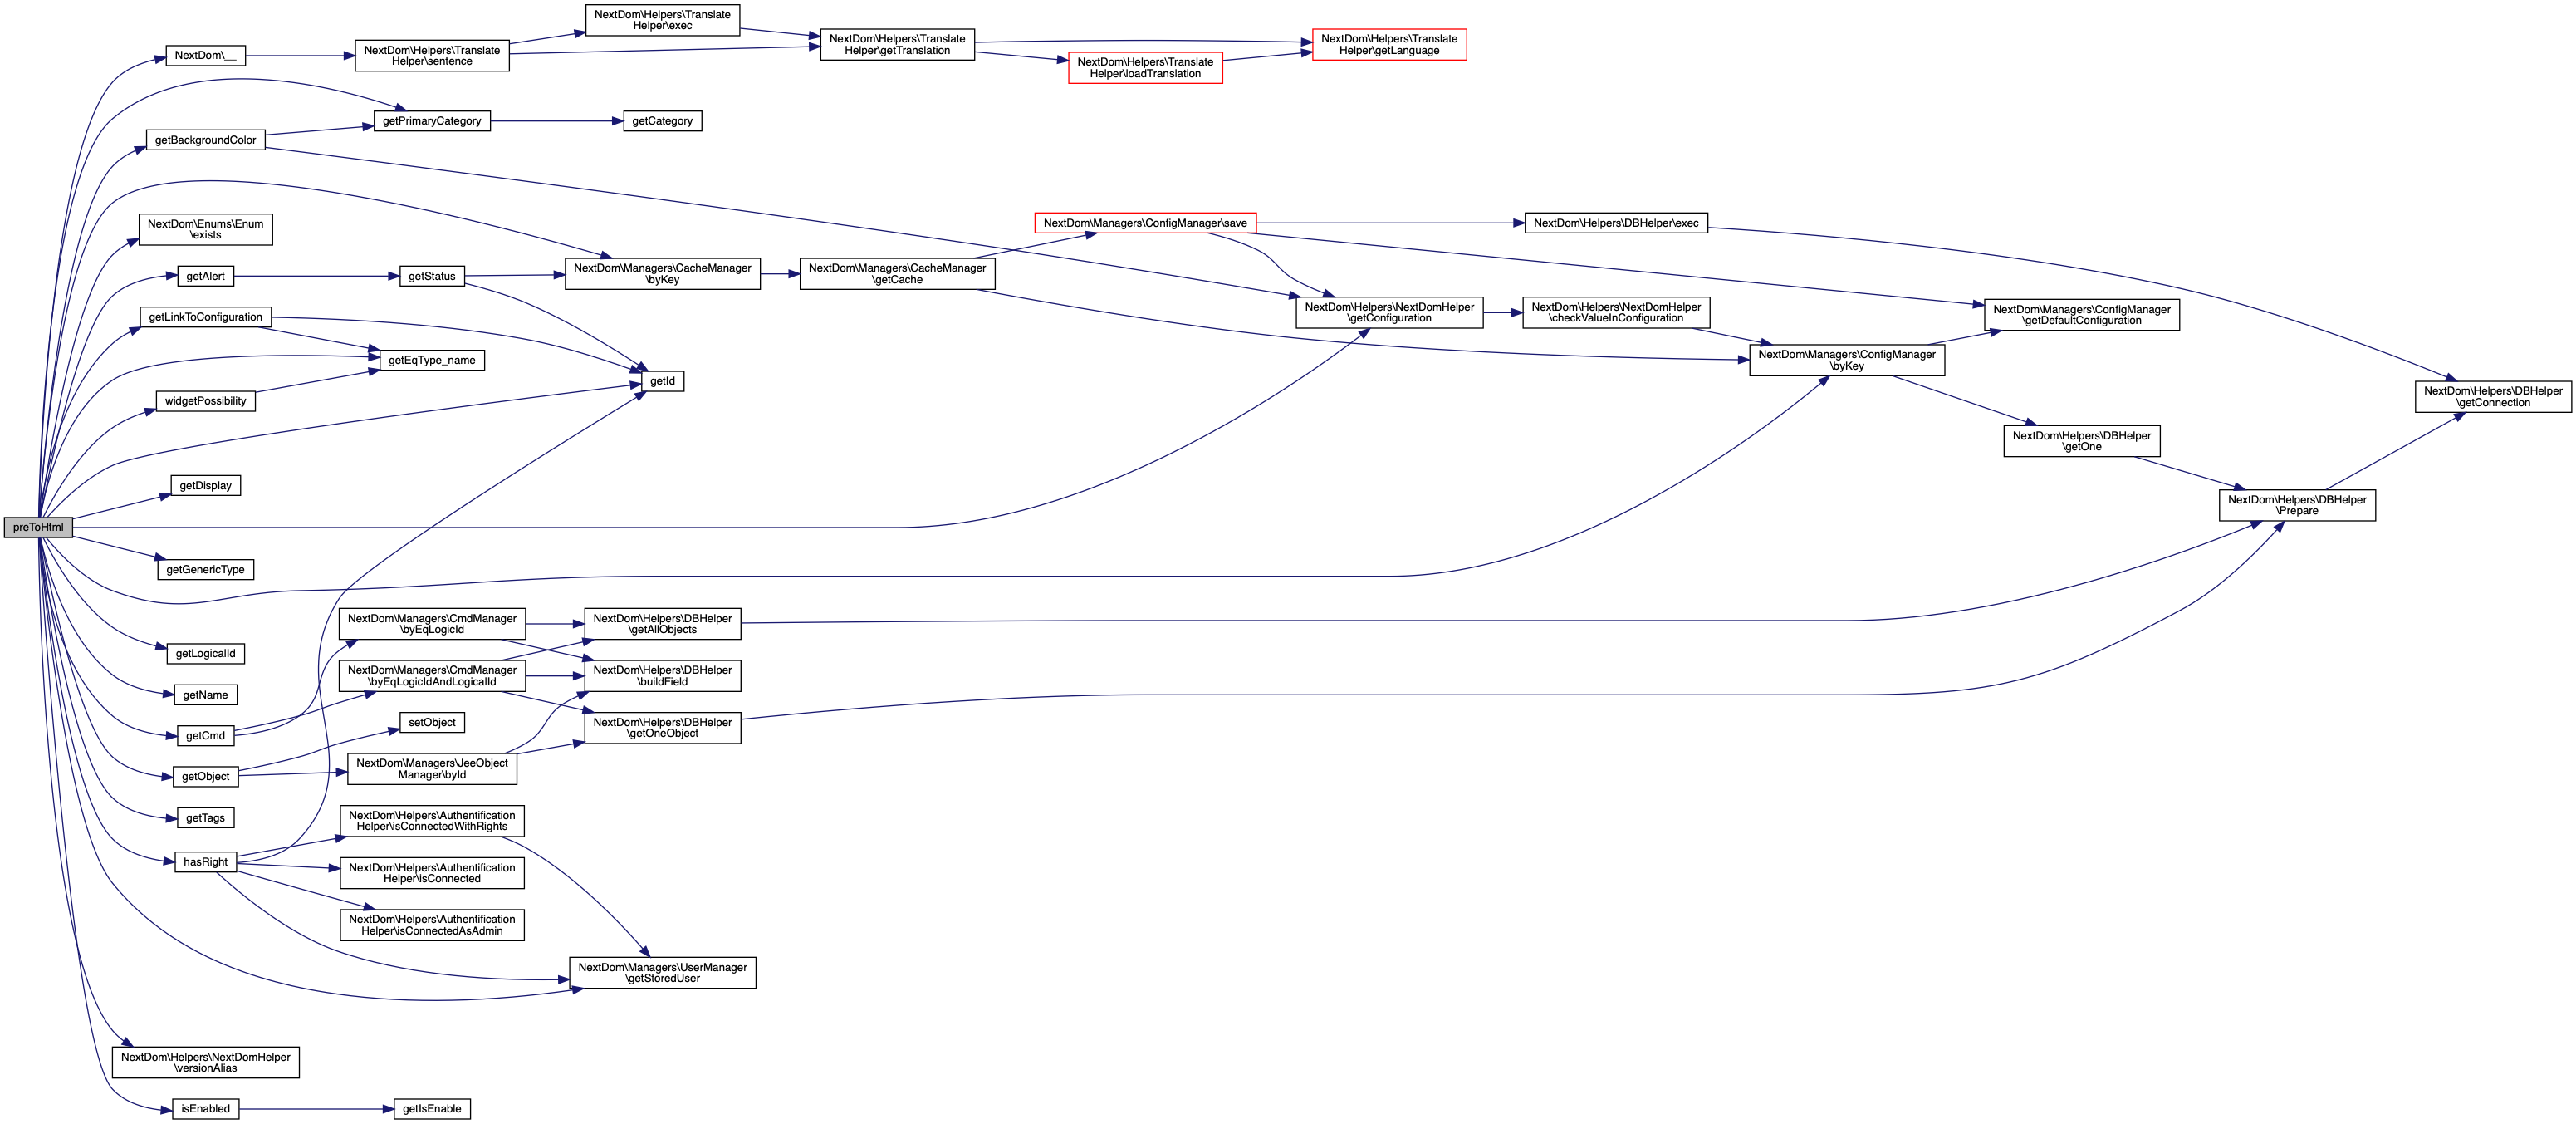 preToHtml
NextDom\__
NextDom\Helpers\Translate
Helper\sentence
NextDom\Helpers\Translate
Helper\exec
NextDom\Helpers\Translate
Helper\getTranslation
NextDom\Helpers\Translate
Helper\loadTranslation
NextDom\Helpers\Translate
Helper\getLanguage
getBackgroundColor
getPrimaryCategory
getCategory
NextDom\Enums\Enum
\exists
getAlert
getStatus
NextDom\Managers\CacheManager
\byKey
NextDom\Managers\CacheManager
\getCache
NextDom\Managers\ConfigManager\save
NextDom\Helpers\DBHelper\exec
NextDom\Helpers\NextDomHelper
\getConfiguration
NextDom\Helpers\NextDomHelper
\checkValueInConfiguration
NextDom\Managers\ConfigManager
\byKey
NextDom\Managers\ConfigManager
\getDefaultConfiguration
NextDom\Helpers\DBHelper
\getOne
NextDom\Helpers\DBHelper
\Prepare
NextDom\Helpers\DBHelper
\getConnection
getLinkToConfiguration
getEqType_name
widgetPossibility
getId
getDisplay
getGenericType
getLogicalId
getName
getCmd
NextDom\Managers\CmdManager
\byEqLogicId
NextDom\Managers\CmdManager
\byEqLogicIdAndLogicalId
NextDom\Helpers\DBHelper
\getAllObjects
NextDom\Helpers\DBHelper
\buildField
NextDom\Helpers\DBHelper
\getOneObject
getObject
setObject
NextDom\Managers\JeeObject
Manager\byId
getTags
hasRight
NextDom\Helpers\Authentification
Helper\isConnectedWithRights
NextDom\Helpers\Authentification
Helper\isConnected
NextDom\Helpers\Authentification
Helper\isConnectedAsAdmin
NextDom\Managers\UserManager
\getStoredUser
NextDom\Helpers\NextDomHelper
\versionAlias
isEnabled
getIsEnable